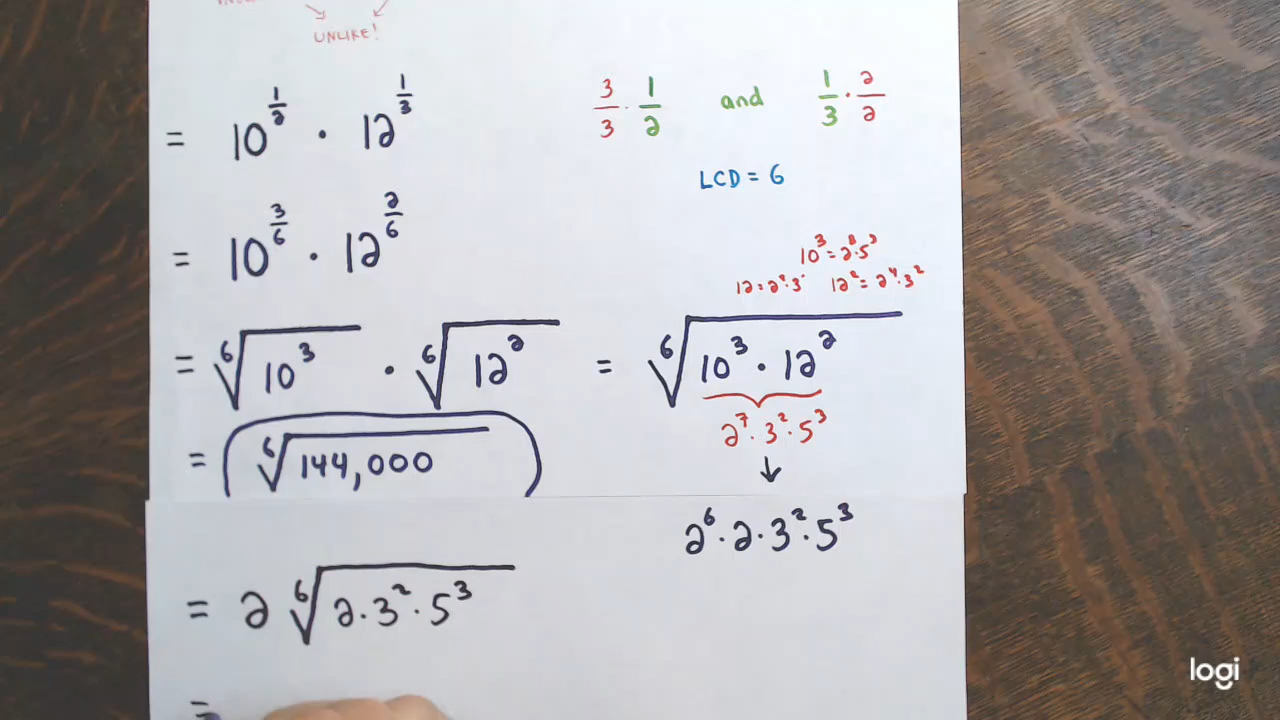 UNLIKE!
= 10^(1/2) · 12^(1/3)
3/3 · 1/2 and 1/3 · 2/2
LCD = 6
= 10^(3/6) · 12^(2/6)
10³ = 2³·5³
12 = 2²·3 12² = 2⁴·3²
= ⁶√(10³) · ⁶√(12²) = ⁶√(10³ · 12²)
2⁷·3²·5³
↓
= ⁶√(144,000)
2⁶·2·3²·5³
= 2 ⁶√(2·3²·5³)
=
logi